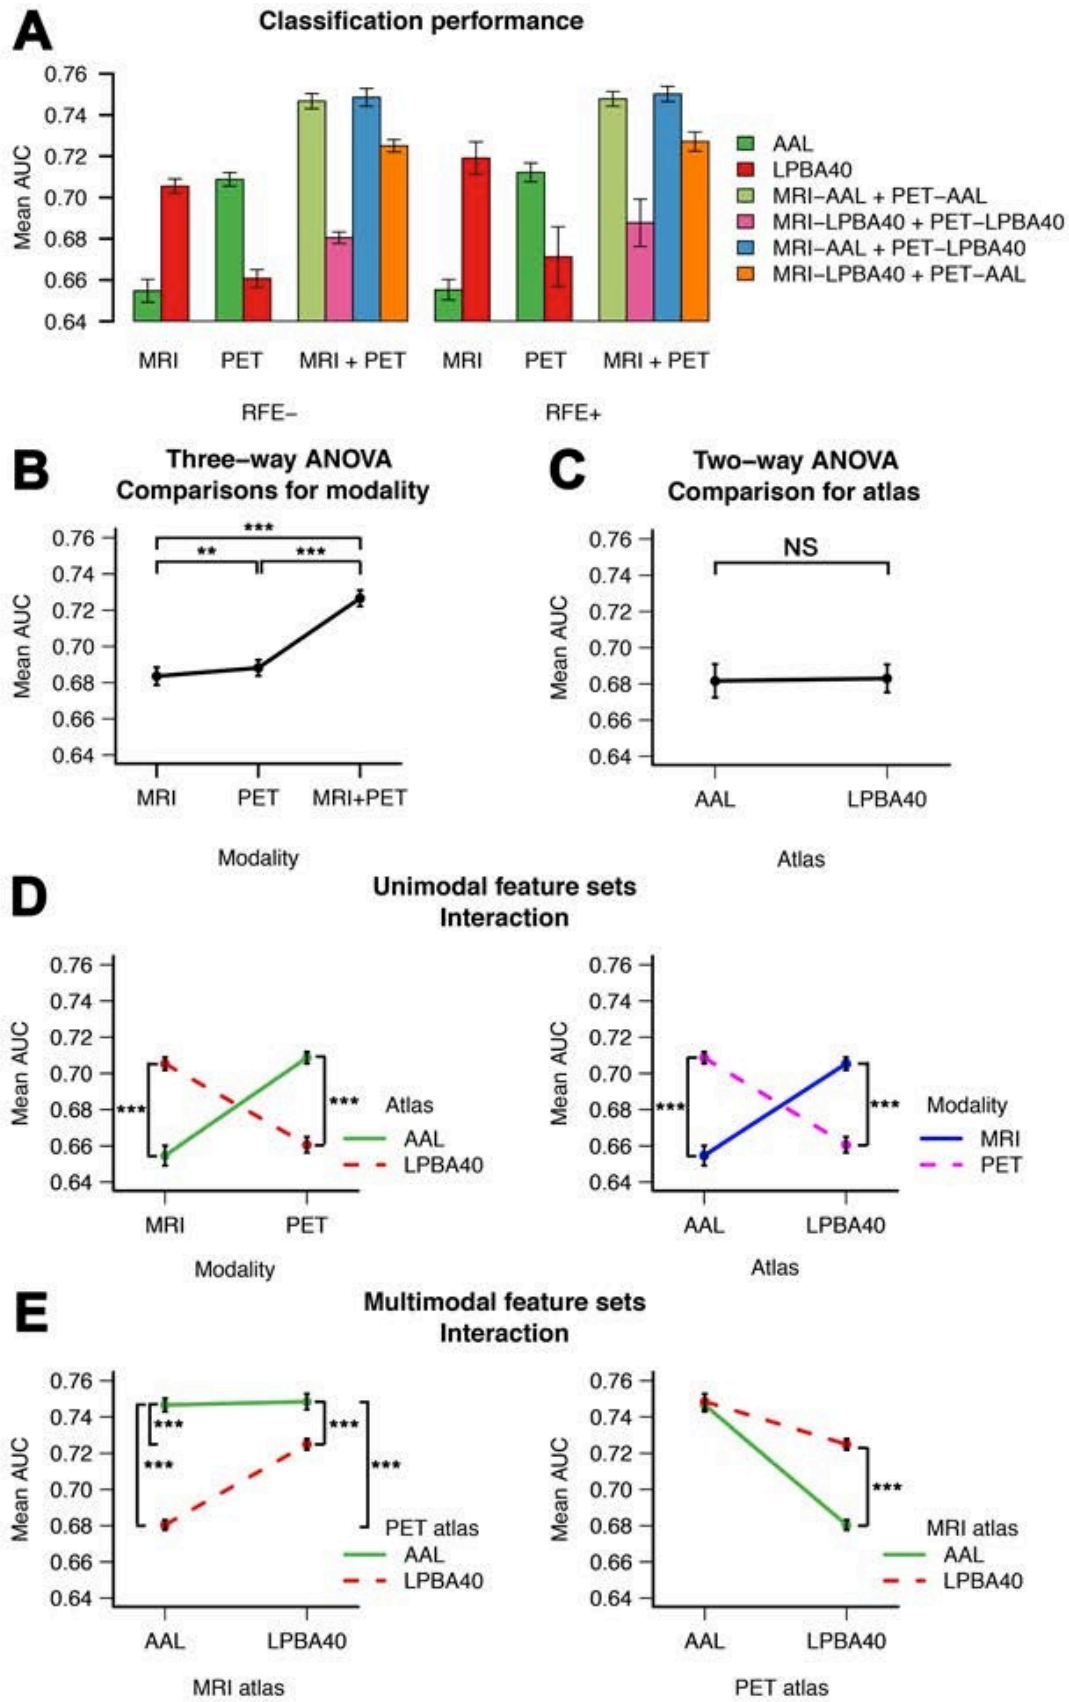 A
Classification performance
Mean AUC
0.76
0.74
0.72
0.70
0.68
0.66
0.64
MRI PET MRI + PET MRI PET MRI + PET
RFE− RFE+
AAL
LPBA40
MRI−AAL + PET−AAL
MRI−LPBA40 + PET−LPBA40
MRI−AAL + PET−LPBA40
MRI−LPBA40 + PET−AAL
B
Three−way ANOVA
Comparisons for modality
Mean AUC
0.76
0.74
0.72
0.70
0.68
0.66
0.64
***
** ***
MRI PET MRI+PET
Modality
C
Two−way ANOVA
Comparison for atlas
Mean AUC
0.76
0.74
0.72
0.70
0.68
0.66
0.64
NS
AAL LPBA40
Atlas
D
Unimodal feature sets
Interaction
Mean AUC
0.76
0.74
0.72
0.70
0.68
0.66
0.64
*** ***
Atlas
AAL
LPBA40
MRI PET
Modality
Mean AUC
0.76
0.74
0.72
0.70
0.68
0.66
0.64
*** ***
Modality
MRI
PET
AAL LPBA40
Atlas
E
Multimodal feature sets
Interaction
Mean AUC
0.76
0.74
0.72
0.70
0.68
0.66
0.64
*** ***
*** ***
PET atlas
AAL
LPBA40
AAL LPBA40
MRI atlas
Mean AUC
0.76
0.74
0.72
0.70
0.68
0.66
0.64
***
MRI atlas
AAL
LPBA40
AAL LPBA40
PET atlas